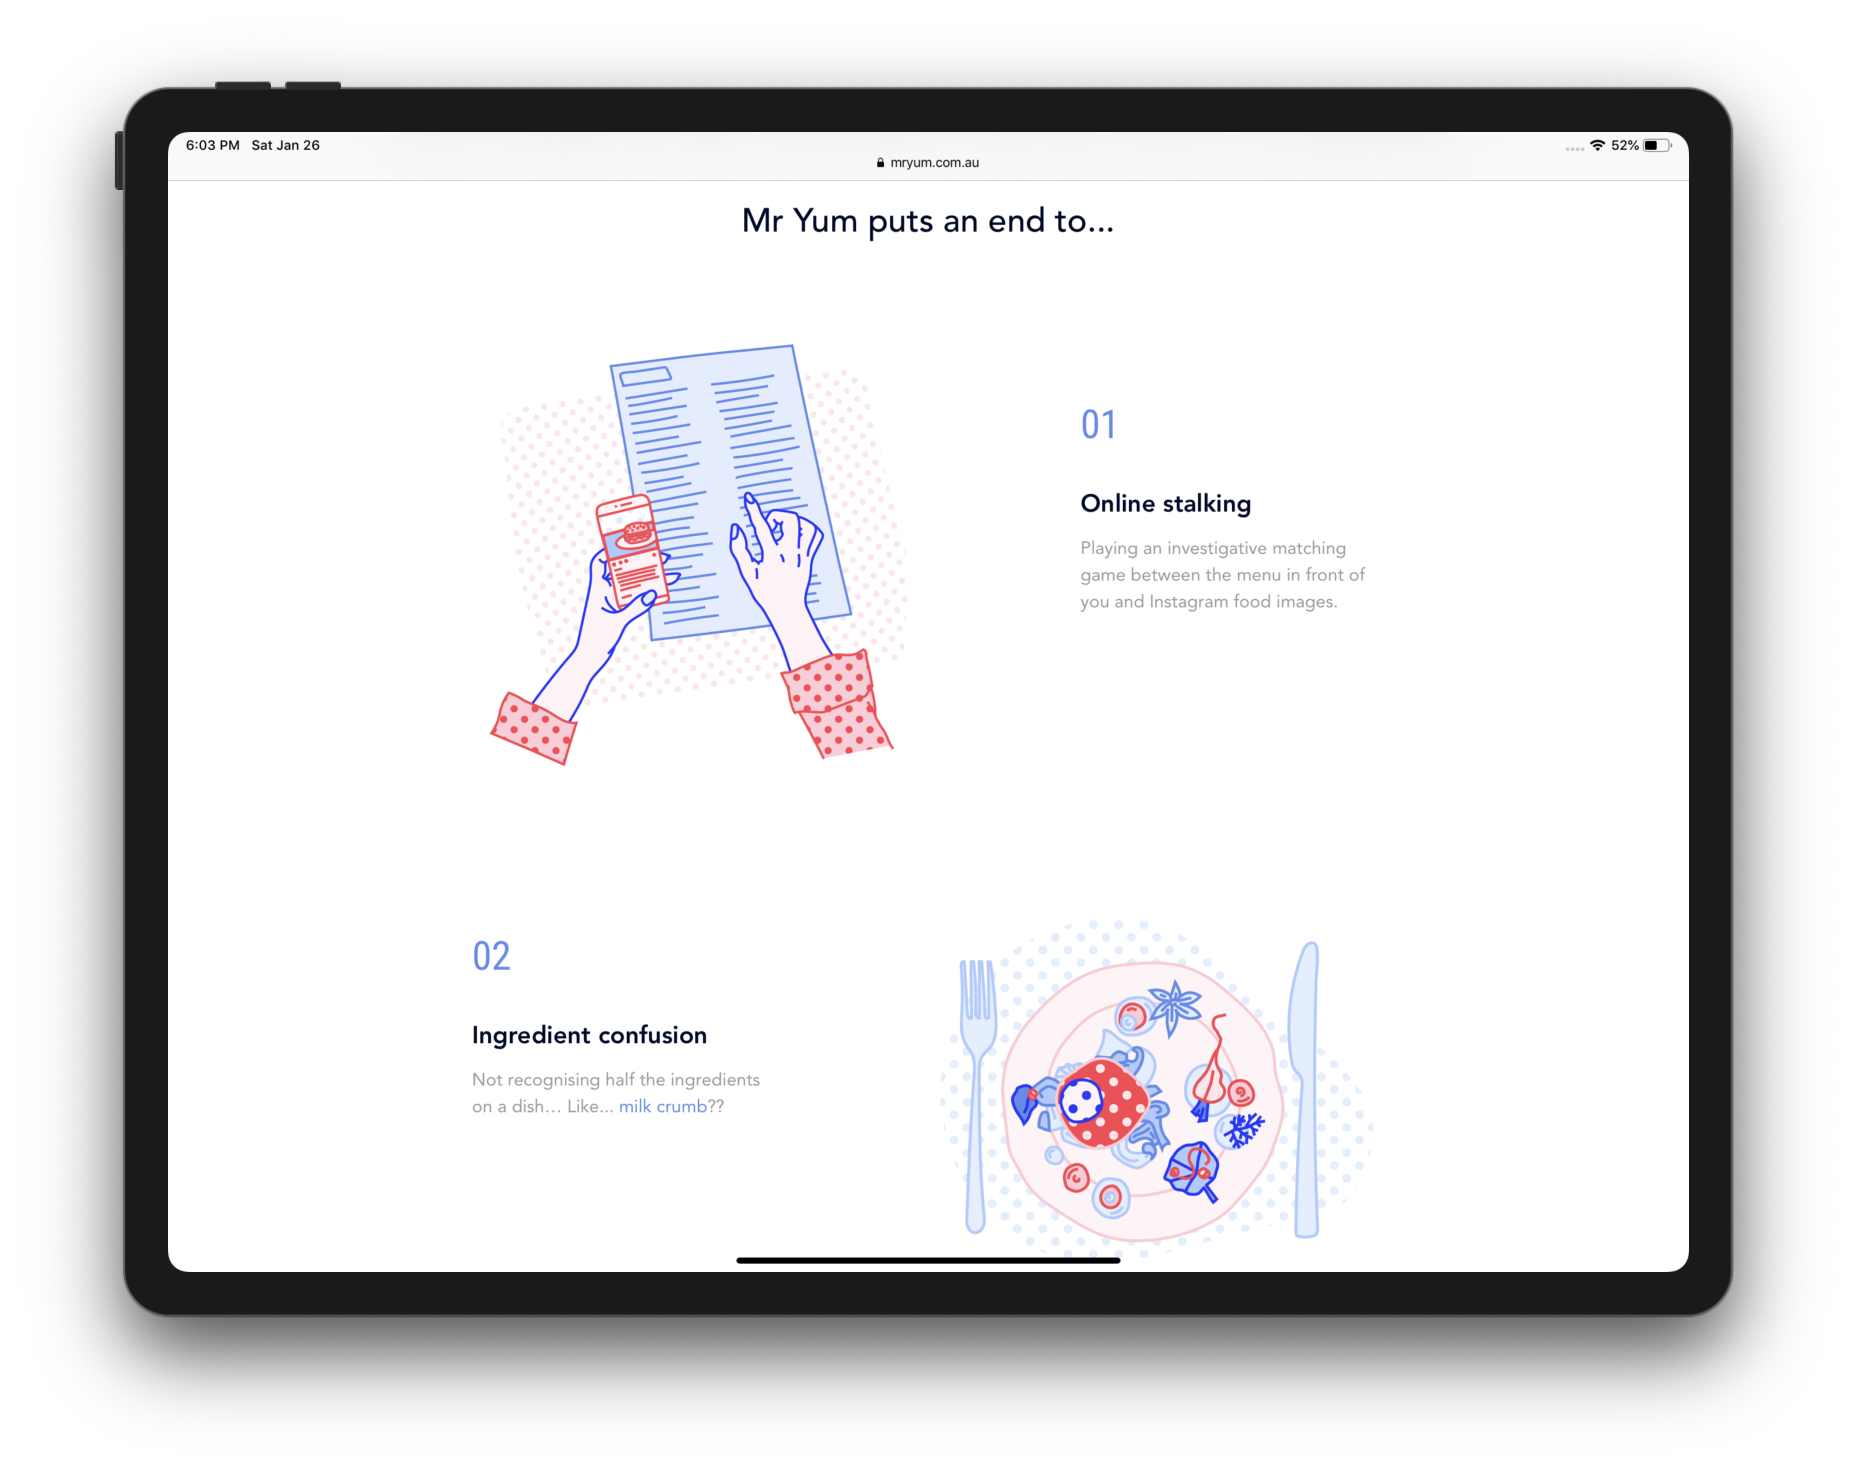 6:03 PM Sat Jan 26
52%
mryum.com.au
Mr Yum puts an end to...
01
Online stalking
Playing an investigative matching
game between the menu in front of
you and Instagram food images.
02
Ingredient confusion
Not recognising half the ingredients
on a dish... Like... milk crumb??